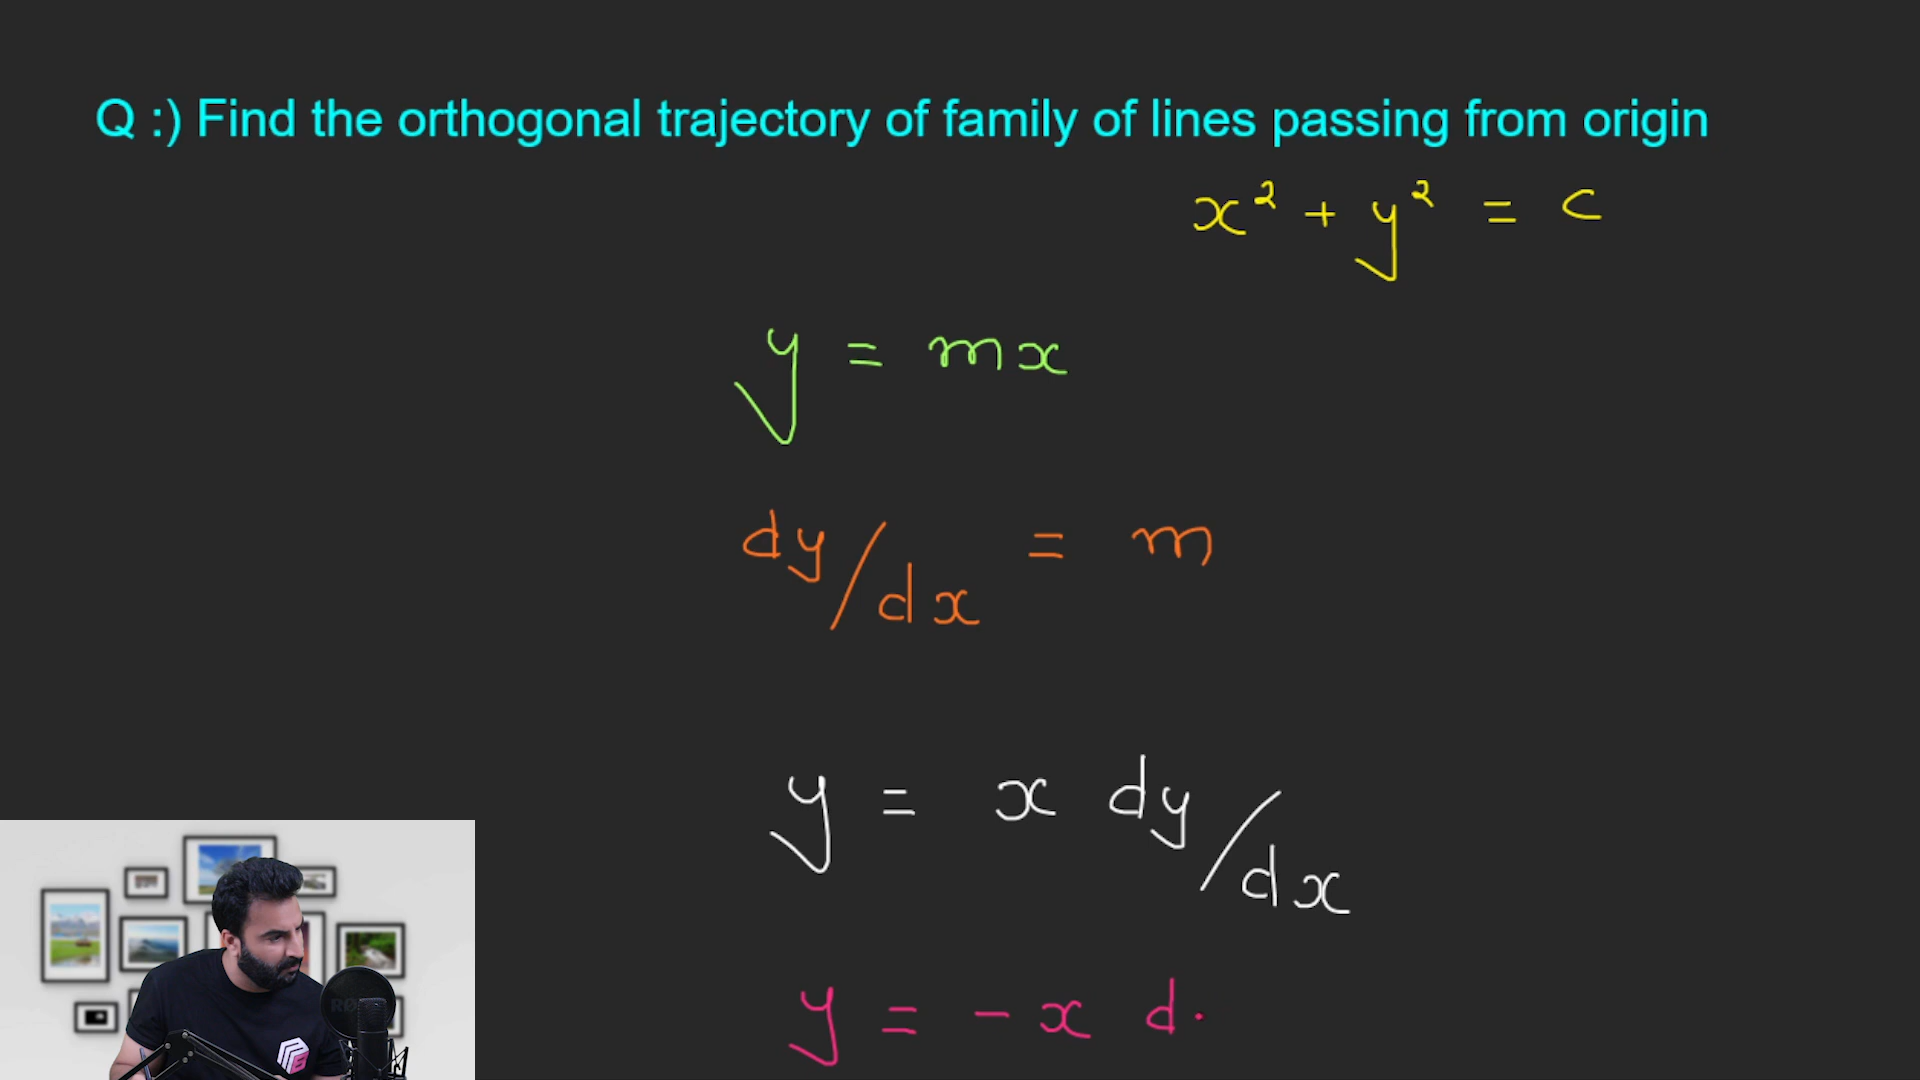 Q :) Find the orthogonal trajectory of family of lines passing from origin
x² + y² = c
y = mx
dy/dx = m
y = x dy/dx
y = - x d.